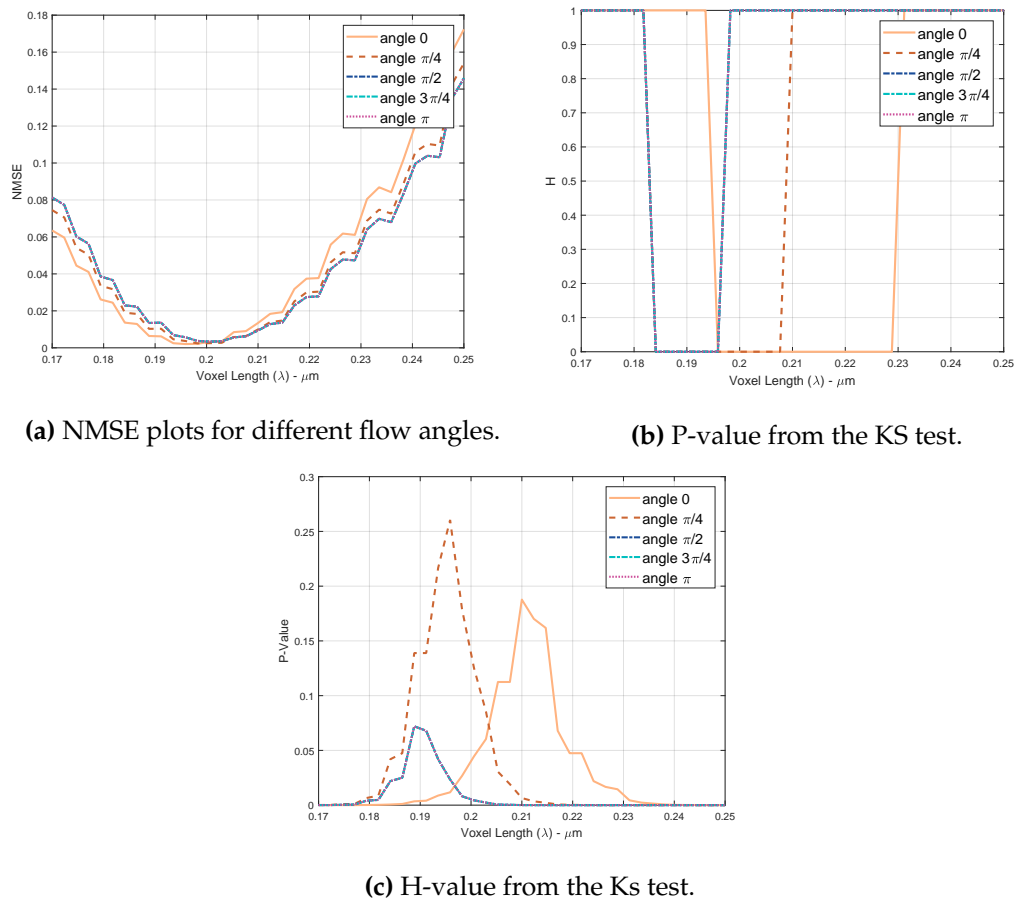 0.18
0.16
0.14
0.12
0.1
0.08
0.06
0.04
0.02
0
NMSE
0.17 0.18 0.19 0.2 0.21 0.22 0.23 0.24 0.25
Voxel Length (λ) - μm
angle 0
angle π/4
angle π/2
angle 3π/4
angle π
(a) NMSE plots for different flow angles.
1
0.9
0.8
0.7
0.6
0.5
0.4
0.3
0.2
0.1
0
H
0.17 0.18 0.19 0.2 0.21 0.22 0.23 0.24 0.25
Voxel Length (λ) - μm
angle 0
angle π/4
angle π/2
angle 3π/4
angle π
(b) P-value from the KS test.
0.3
0.25
0.2
0.15
0.1
0.05
0
P-Value
0.17 0.18 0.19 0.2 0.21 0.22 0.23 0.24 0.25
Voxel Length (λ) - μm
angle 0
angle π/4
angle π/2
angle 3π/4
angle π
(c) H-value from the Ks test.